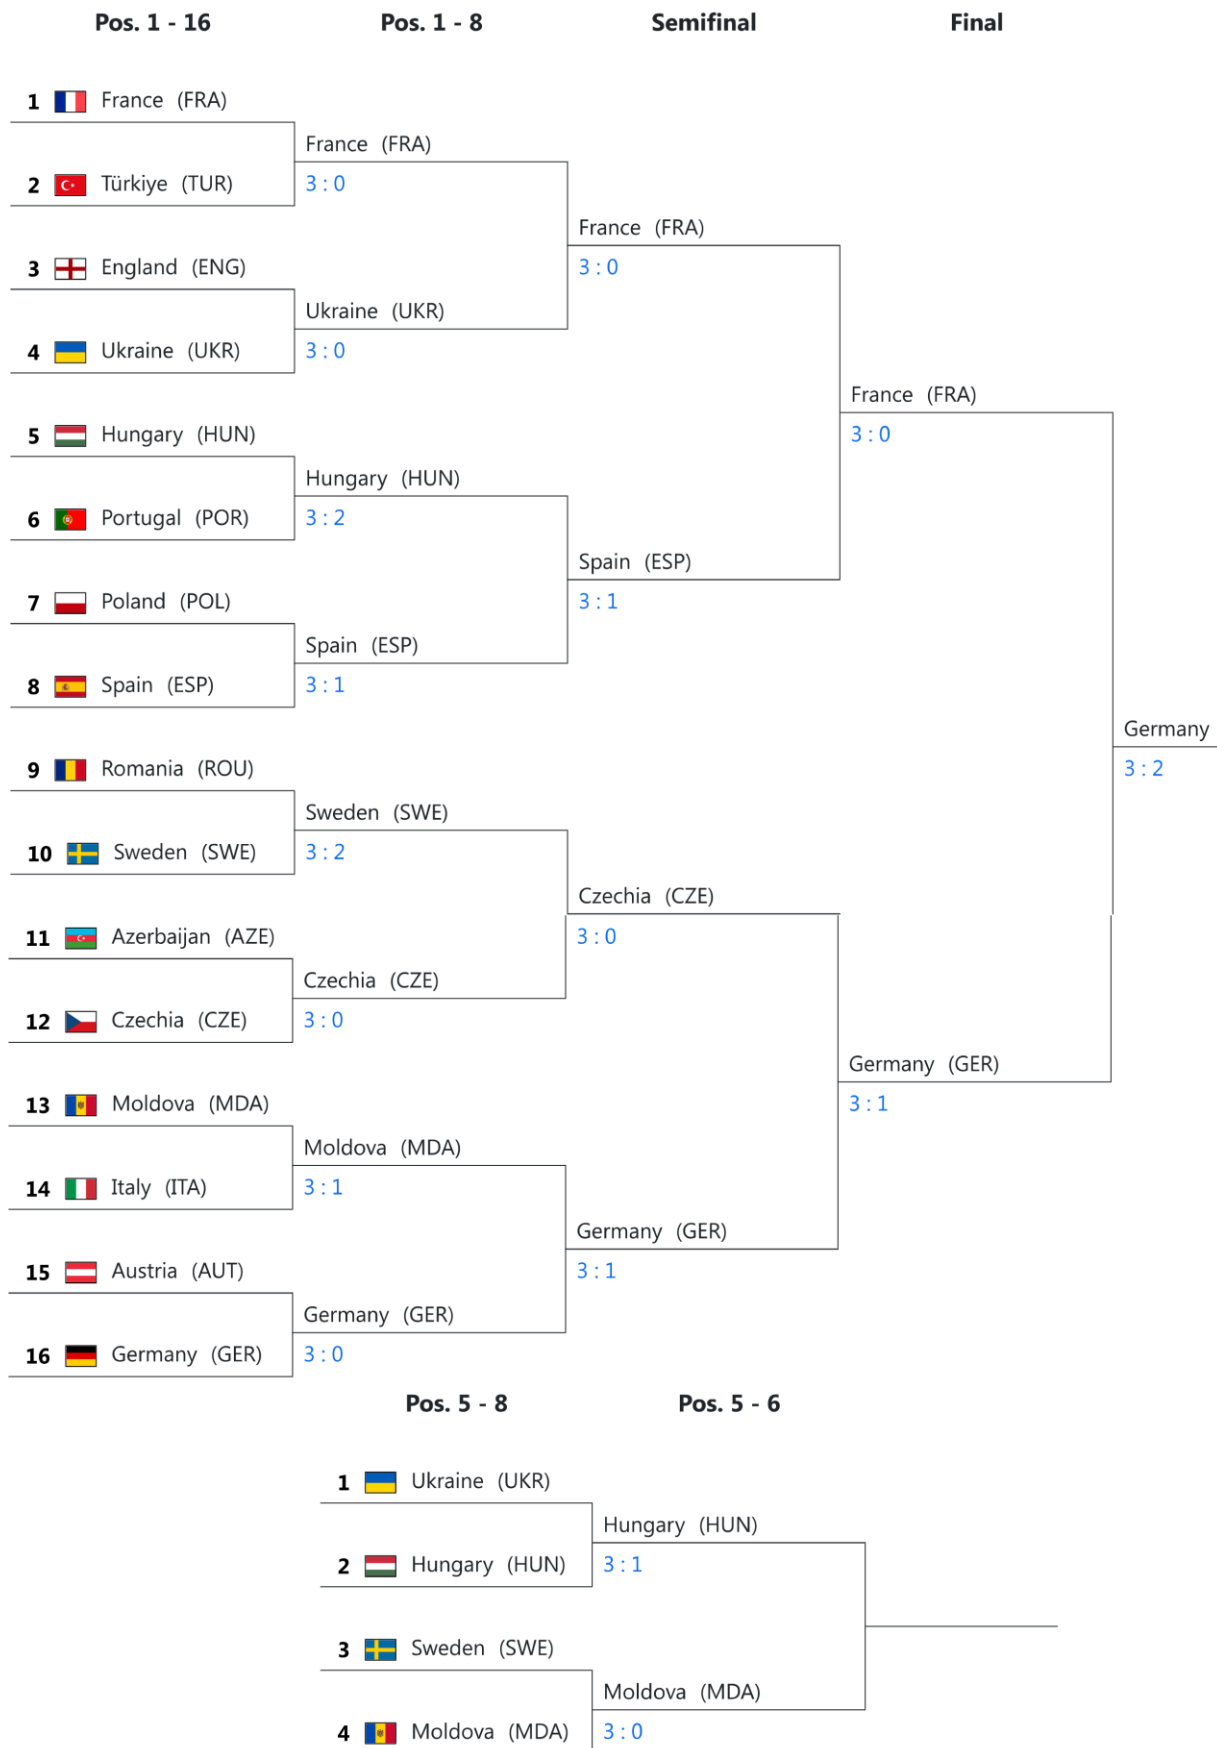 Pos. 1 - 16 Pos. 1 - 8 Semifinal Final
1 France (FRA)
France (FRA)
2 Türkiye (TUR) 3 : 0
France (FRA)
3 England (ENG) 3 : 0
Ukraine (UKR)
4 Ukraine (UKR) 3 : 0
France (FRA)
5 Hungary (HUN) 3 : 0
Hungary (HUN)
6 Portugal (POR) 3 : 2
Spain (ESP)
7 Poland (POL) 3 : 1
Spain (ESP)
8 Spain (ESP) 3 : 1
Germany
9 Romania (ROU) 3 : 2
Sweden (SWE)
10 Sweden (SWE) 3 : 2
Czechia (CZE)
11 Azerbaijan (AZE) 3 : 0
Czechia (CZE)
12 Czechia (CZE) 3 : 0
Germany (GER)
13 Moldova (MDA) 3 : 1
Moldova (MDA)
14 Italy (ITA) 3 : 1
Germany (GER)
15 Austria (AUT) 3 : 1
Germany (GER)
16 Germany (GER) 3 : 0
Pos. 5 - 8 Pos. 5 - 6
1 Ukraine (UKR)
Hungary (HUN)
2 Hungary (HUN) 3 : 1
3 Sweden (SWE)
Moldova (MDA)
4 Moldova (MDA) 3 : 0